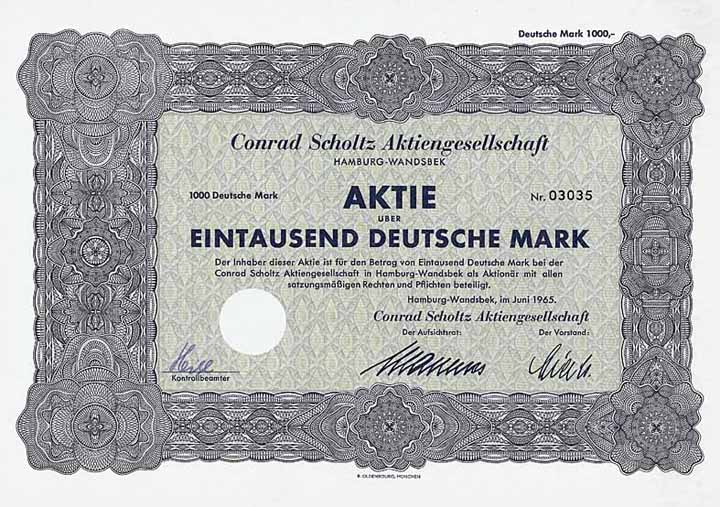 Deutsche Mark 1000,-
Conrad Scholtz Aktiengesellschaft
HAMBURG-WANDSBEK
1000 Deutsche Mark
AKTIE
Nr. 03035
UBER
EINTAUSEND DEUTSCHE MARK
Der Inhaber dieser Aktie ist für den Betrag von Eintausend Deutsche Mark bei der
Conrad Scholtz Aktiengesellschaft in Hamburg-Wandsbek als Aktionär mit allen
satzungsmäßigen Rechten und Pflichten beteiligt.
Hamburg-Wandsbek, im Juni 1965.
Conrad Scholtz Aktiengesellschaft
Der Aufsichtsrat: Der Vorstand:
Kontrollbeamter
R. OLDENBOURG, MÜNCHEN